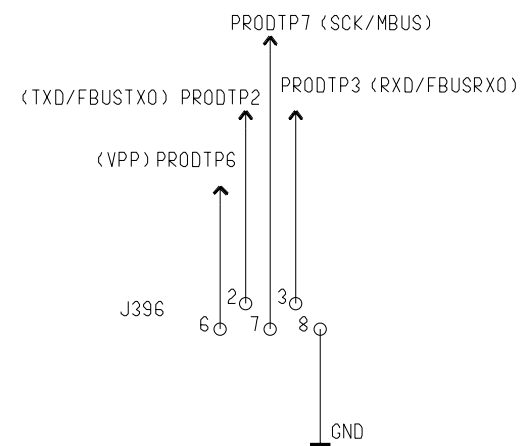 PRODTP7 (SCK/MBUS)
PRODTP3 (RXD/FBUSRXO)
(TXD/FBUSTXO) PRODTP2
(VPP) PRODTP6
2 3
J396
6 7 8
GND